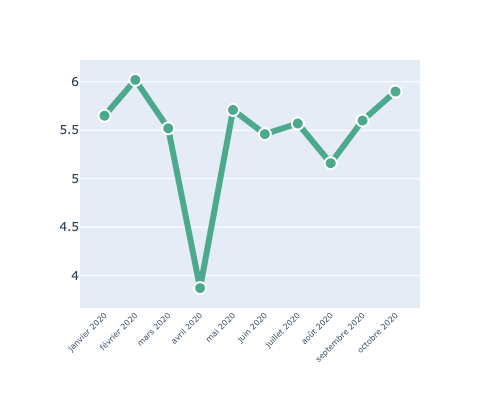 6
5.5
5
4.5
4
janvier 2020
février 2020
mars 2020
avril 2020
mai 2020
juin 2020
juillet 2020
août 2020
septembre 2020
octobre 2020